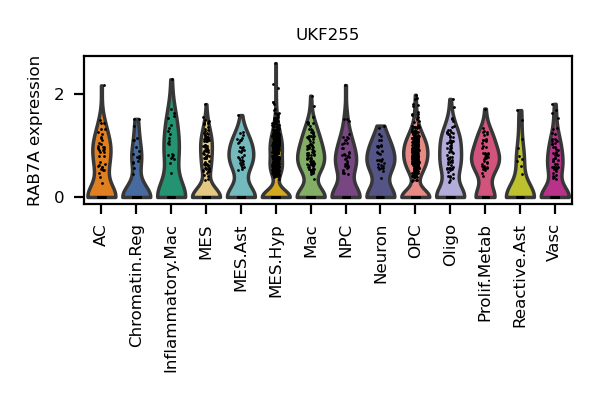 UKF255
RAB7A expression
2
0
AC
Chromatin.Reg
Inflammatory.Mac
MES
MES.Ast
MES.Hyp
Mac
NPC
Neuron
OPC
Oligo
Prolif.Metab
Reactive.Ast
Vasc